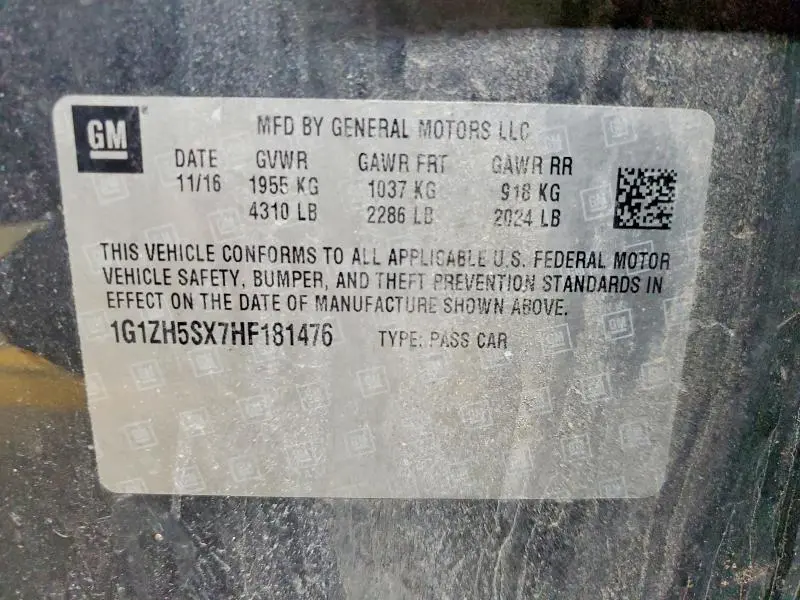 GM
MFD BY GENERAL MOTORS LLC
DATE GVWR GAWR FRT GAWR RR
11/16 1955 KG 1037 KG 918 KG
4310 LB 2286 LB 2024 LB
THIS VEHICLE CONFORMS TO ALL APPLICABLE U.S. FEDERAL MOTOR
VEHICLE SAFETY, BUMPER, AND THEFT PREVENTION STANDARDS IN
EFFECT ON THE DATE OF MANUFACTURE SHOWN ABOVE.
1G1ZH5SX7HF181476 TYPE: PASS CAR